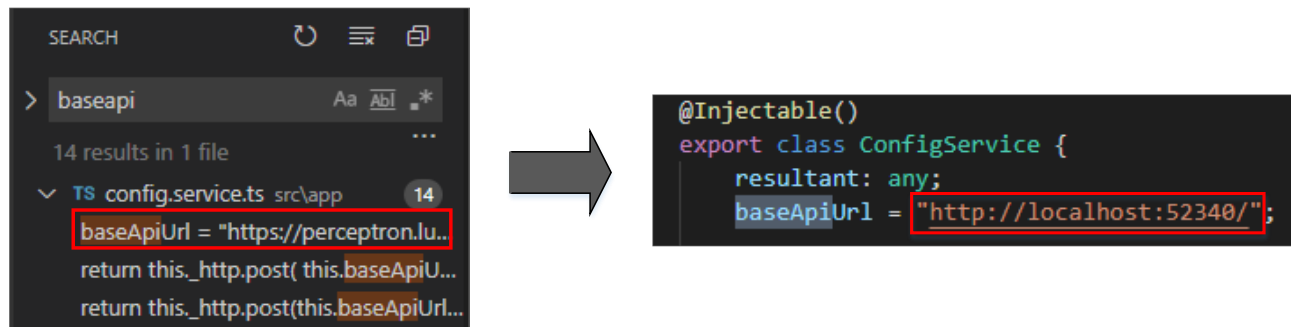 SEARCH
baseapi
Aa Abl .*
14 results in 1 file
...
TS config.service.ts src\app 14
baseApiUrl = "https://perceptron.lu...
return this._http.post( this.baseApiU...
return this._http.post(this.baseApiUrl...
@Injectable()
export class ConfigService {
resultant: any;
baseApiUrl = "http://localhost:52340/";